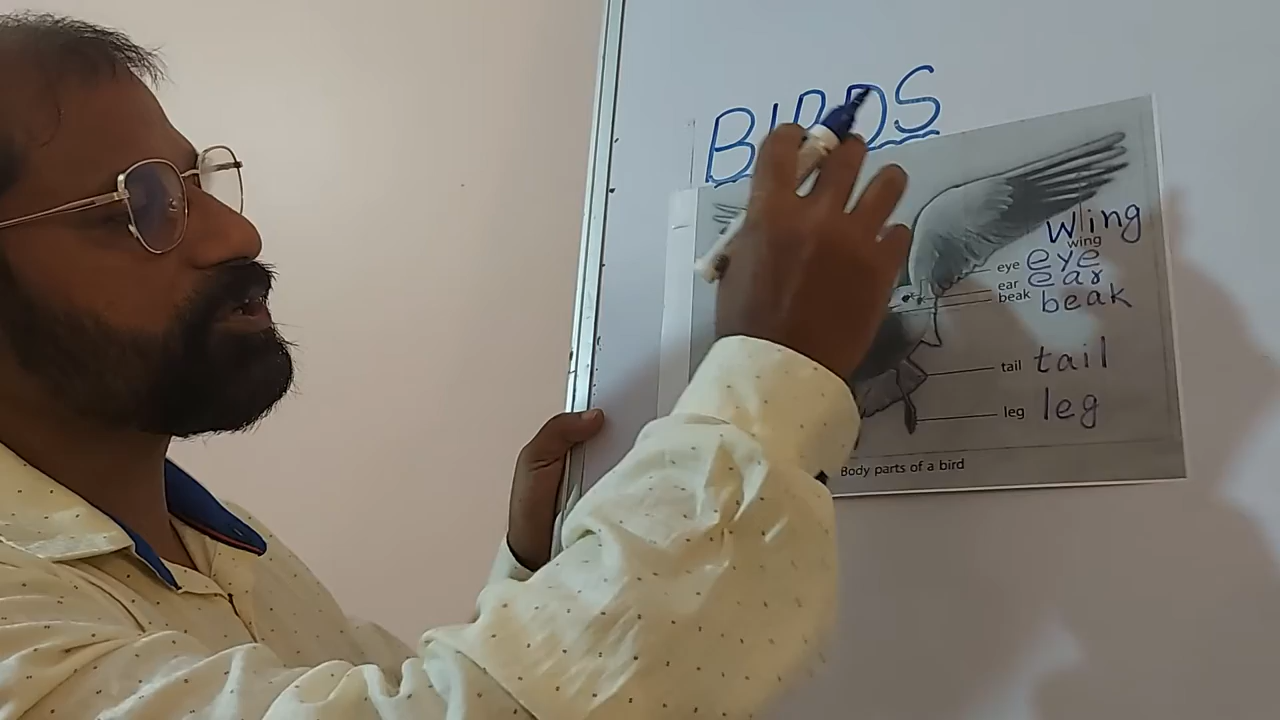 BIRDS
wing
wing
eye eye
ear ear
beak beak
tail tail
leg leg
Body parts of a bird